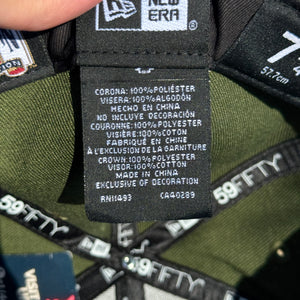 NEW
ERA
CORONA: 100% POLIÉSTER
VISERA: 100% ALGODÓN
HECHO EN CHINA
NO INCLUYE DECORACIÓN
COURONNE: 100% POLYESTER
VISIÈRE: 100% COTTON
FABRIQUÉ EN CHINE
À L'EXCLUSION DE LA GARNITURE
CROWN: 100% POLYESTER
VISOR: 100% COTTON
MADE IN CHINA
EXCLUSIVE OF DECORATION
RN11493 CA40289
7
57.7cm
59FIFTY
59FIFTY
59FIFTY